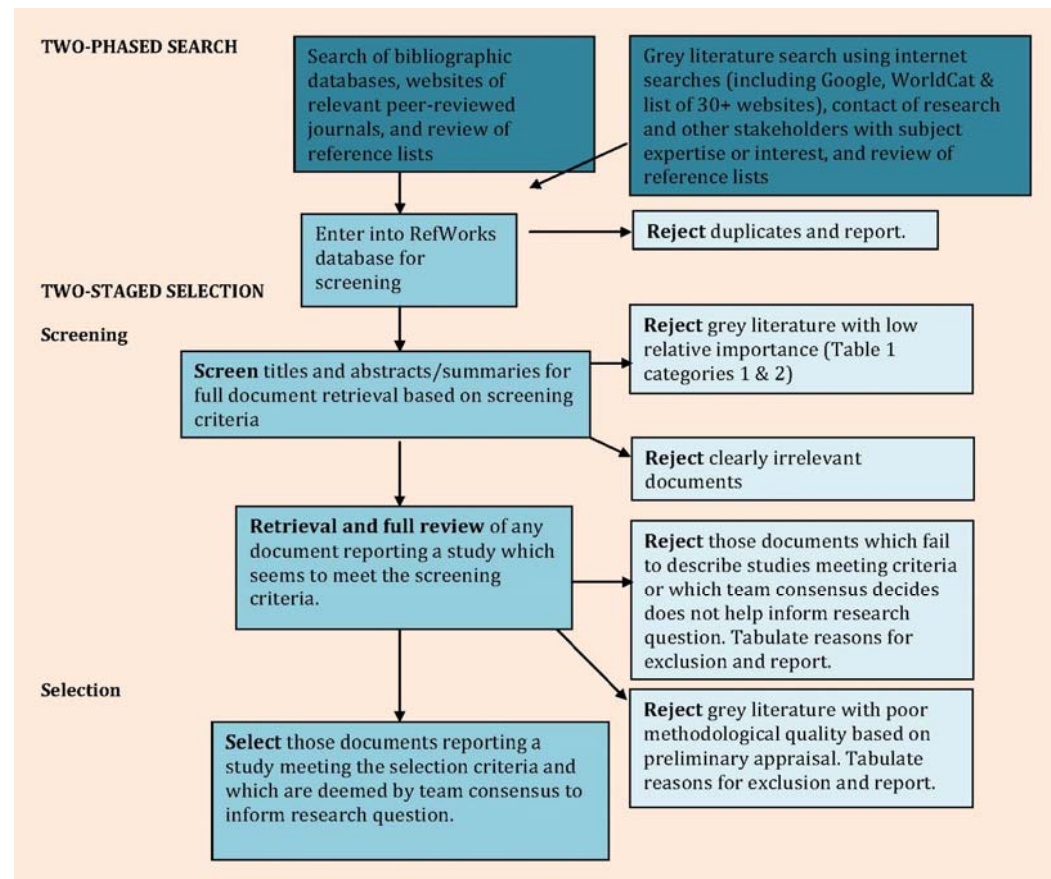 TWO-PHASED SEARCH
Search of bibliographic
databases, websites of
relevant peer-reviewed
journals, and review of
reference lists
Grey literature search using internet
searches (including Google, WorldCat &
list of 30+ websites), contact of research
and other stakeholders with subject
expertise or interest, and review of
reference lists
Enter into RefWorks
database for
screening
Reject duplicates and report.
TWO-STAGED SELECTION
Screening
Screen titles and abstracts/summaries for
full document retrieval based on screening
criteria
Reject grey literature with low
relative importance (Table 1
categories 1 & 2)
Reject clearly irrelevant
documents
Retrieval and full review of any
document reporting a study which
seems to meet the screening
criteria.
Reject those documents which fail
to describe studies meeting criteria
or which team consensus decides
does not help inform research
question. Tabulate reasons for
exclusion and report.
Selection
Reject grey literature with poor
methodological quality based on
preliminary appraisal. Tabulate
reasons for exclusion and report.
Select those documents reporting a
study meeting the selection criteria and
which are deemed by team consensus to
inform research question.